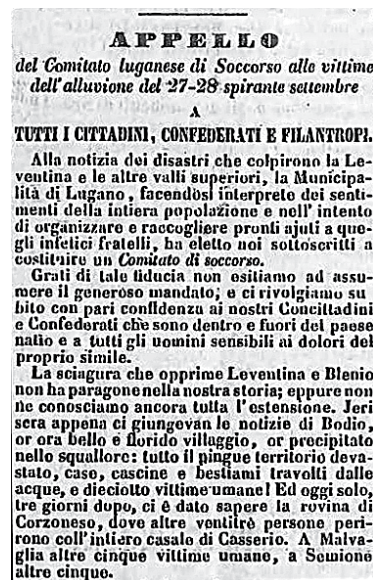 APPELLO
del Comitato luganese di Soccorso alle vittime
dell'alluvione del 27-28 spirante settembre
A
TUTTI I CITTADINI, CONFEDERATI E FILANTROPI.
Alla notizia dei disastri che colpirono la Le-
ventina e le altre valli superiori, la Municipa-
lità di Lugano, facendosi interprete dei senti-
menti della intiera popolazione e nell' intento
di organizzare e raccogliere pronti ajuti a que-
gli infelici fratelli, ha eletto noi sottoscritti a
costituire un Comitato di soccorso.
Grati di tale fiducia non esitiamo ad assu-
mere il generoso mandato; e ci rivolgiamo su
bito con pari confidenza ai nostri Concittadini
e Confederati che sono dentro e fuori del paese
natio e a tutti gli uomini sensibili ai dolori del
proprio simile.
La sciagura che opprime Leventina e Blenio
non ha paragone nella nostra storia; eppure non
ne conosciamo ancora tutta l'estensione. Jeri
sera appena ci giungevan le notizie di Bodio,
or ora bello e florido villaggio, or precipitato
nello squallore: tutto il pingue territorio deva-
stato, case, cascine e bestiami travolti dalle
acque, e dieciotto vittime umane! Ed oggi solo,
tre giorni dopo, ci è dato sapere la rovina di
Corzoneso, dove altre ventitrè persone peri-
rono coll'intiero casale di Casserio. A Malva-
glia altre cinque vittime umane, a Semione
altre cinque.